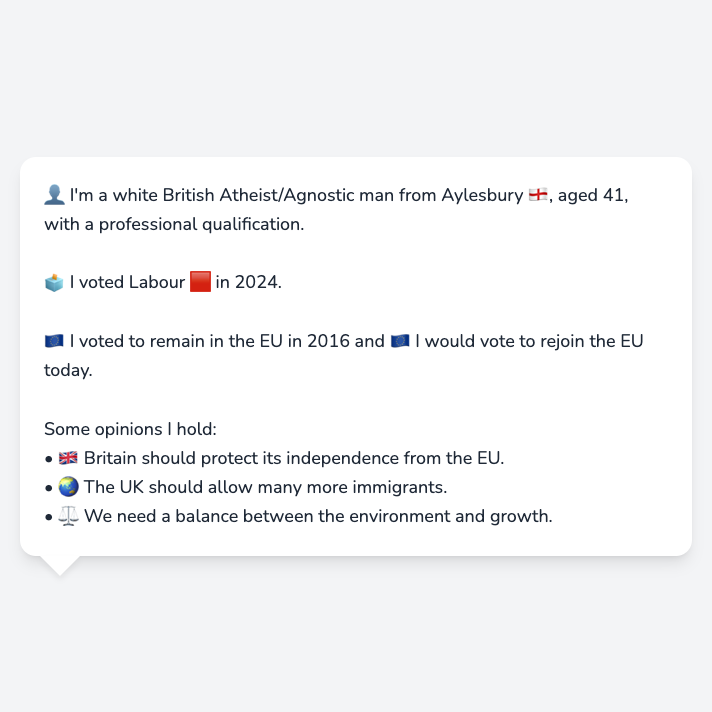 👤 I'm a white British Atheist/Agnostic man from Aylesbury 🏴󠁧󠁢󠁥󠁮󠁧󠁿, aged 41,
with a professional qualification.
🗳️ I voted Labour 🟥 in 2024.
🇪🇺 I voted to remain in the EU in 2016 and 🇪🇺 I would vote to rejoin the EU
today.
Some opinions I hold:
• 🇬🇧 Britain should protect its independence from the EU.
• 🌏 The UK should allow many more immigrants.
• ⚖️ We need a balance between the environment and growth.